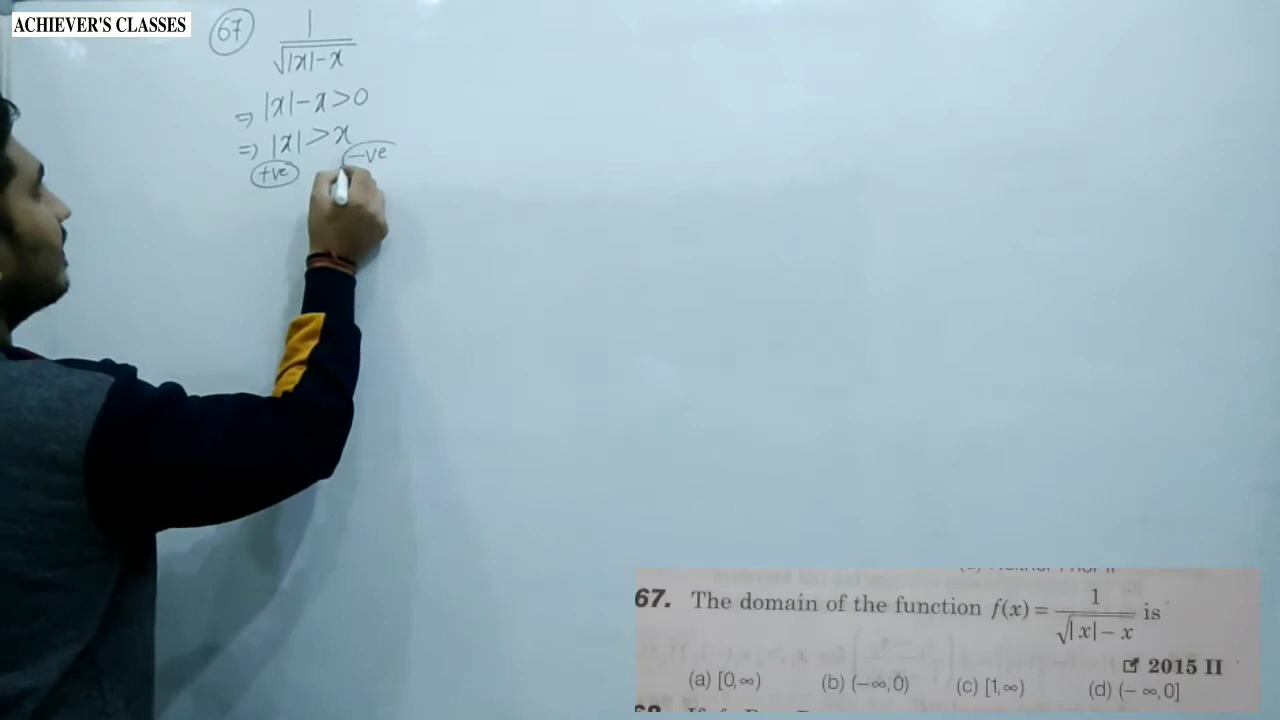 ACHIEVER'S CLASSES
67 1/√|x|-x
⇒ |x| - x > 0
⇒ |x| > x
+ve -ve
67. The domain of the function f(x) = 1/√|x| - x is
2015 II
(a) [0,∞) (b) (-∞,0) (c) [1,∞) (d) (- ∞,0]